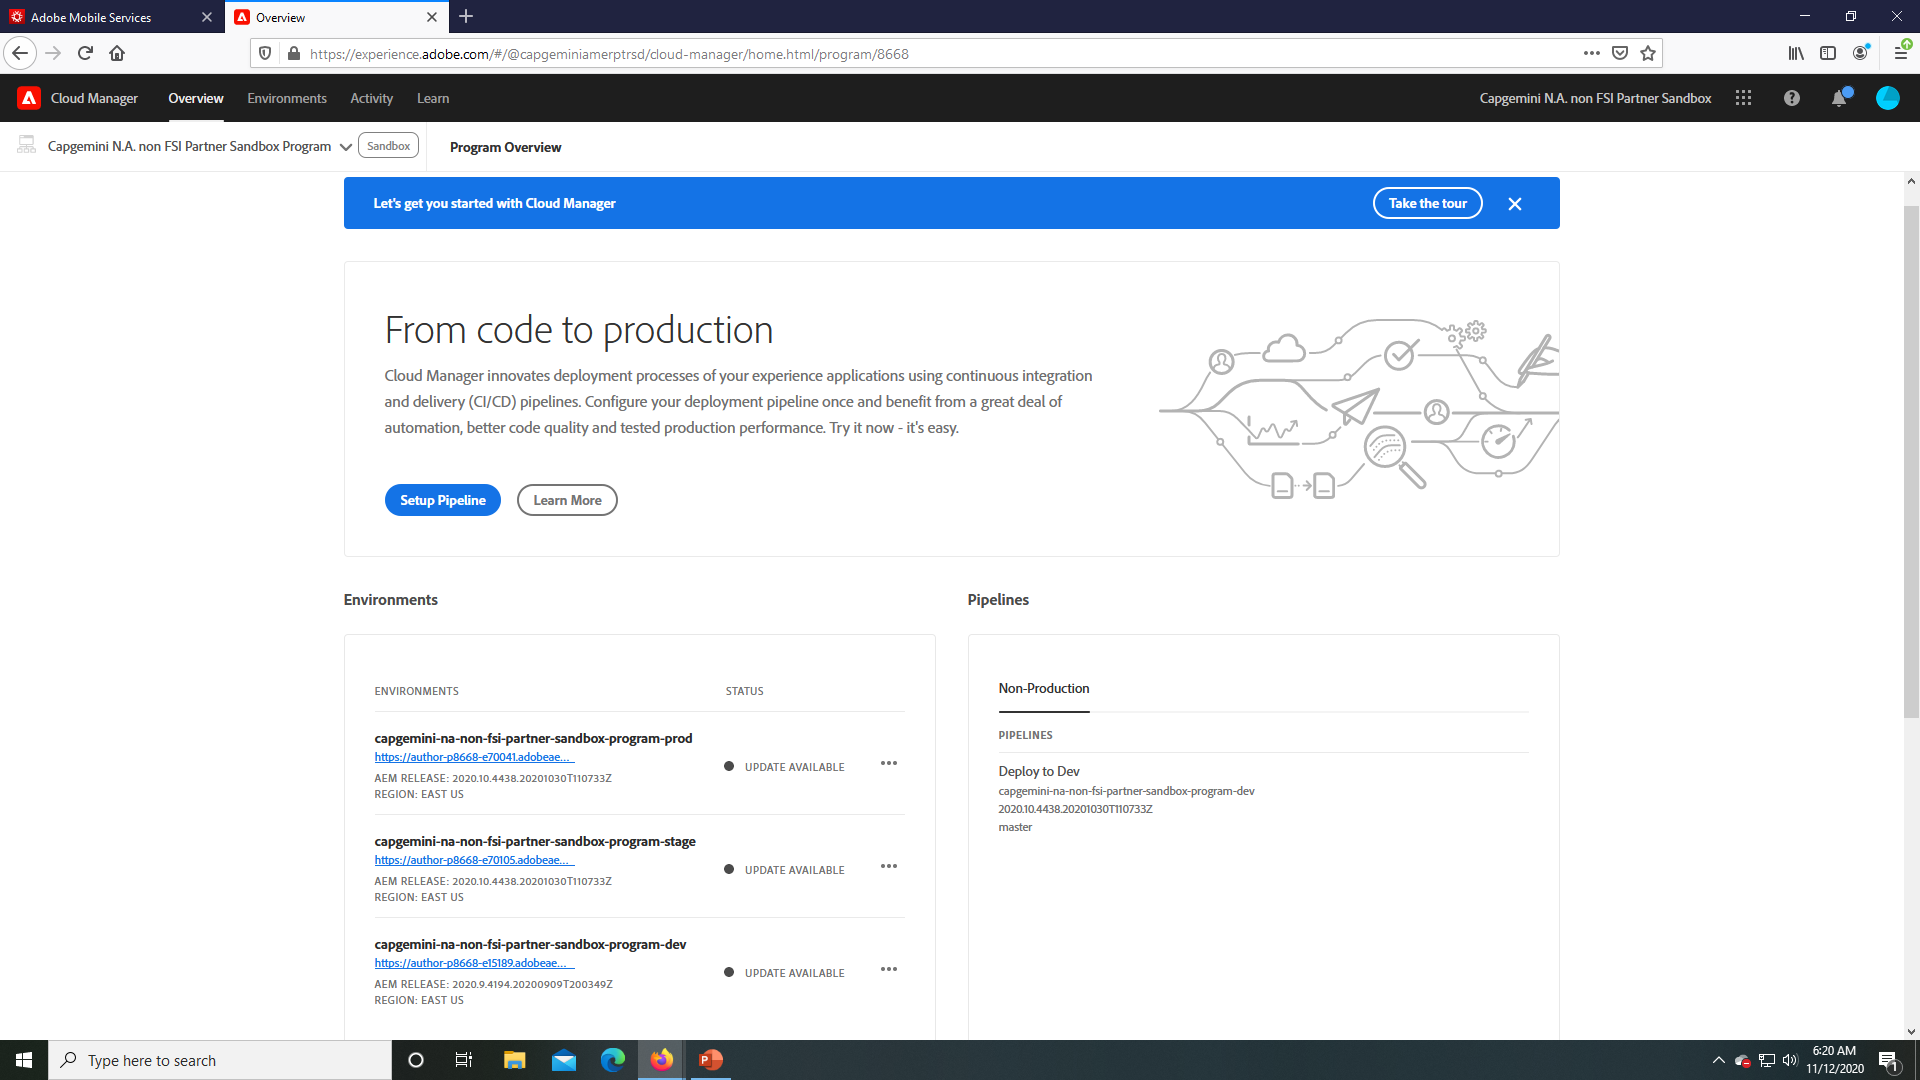 Adobe Mobile Services
Overview
https://experience.adobe.com/#/@capgeminiamerptrsd/cloud-manager/home.html/program/8668
Cloud Manager
Overview
Environments
Activity
Learn
Capgemini N.A. non FSI Partner Sandbox
Capgemini N.A. non FSI Partner Sandbox Program
Sandbox
Program Overview
Let's get you started with Cloud Manager
Take the tour
From code to production
Cloud Manager innovates deployment processes of your experience applications using continuous integration
and delivery (CI/CD) pipelines. Configure your deployment pipeline once and benefit from a great deal of
automation, better code quality and tested production performance. Try it now - it's easy.
Setup Pipeline
Learn More
Environments
ENVIRONMENTS
STATUS
capgemini-na-non-fsi-partner-sandbox-program-prod
https://author-p8668-e70041.adobeae...
AEM RELEASE: 2020.10.4438.20201030T110733Z
REGION: EAST US
UPDATE AVAILABLE
capgemini-na-non-fsi-partner-sandbox-program-stage
https://author-p8668-e70105.adobeae...
AEM RELEASE: 2020.10.4438.20201030T110733Z
REGION: EAST US
UPDATE AVAILABLE
capgemini-na-non-fsi-partner-sandbox-program-dev
https://author-p8668-e15189.adobeae...
AEM RELEASE: 2020.9.4194.20200909T200349Z
REGION: EAST US
UPDATE AVAILABLE
Pipelines
Non-Production
PIPELINES
Deploy to Dev
capgemini-na-non-fsi-partner-sandbox-program-dev
2020.10.4438.20201030T110733Z
master
Type here to search
6:20 AM
11/12/2020
1